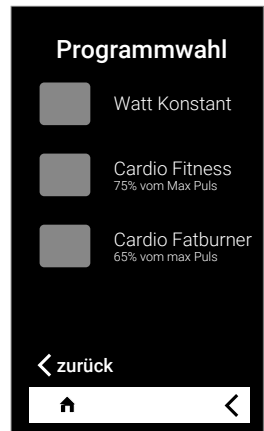 Programmwahl
Watt Konstant
Cardio Fitness
75% vom Max Puls
Cardio Fatburner
65% vom max Puls
zurück